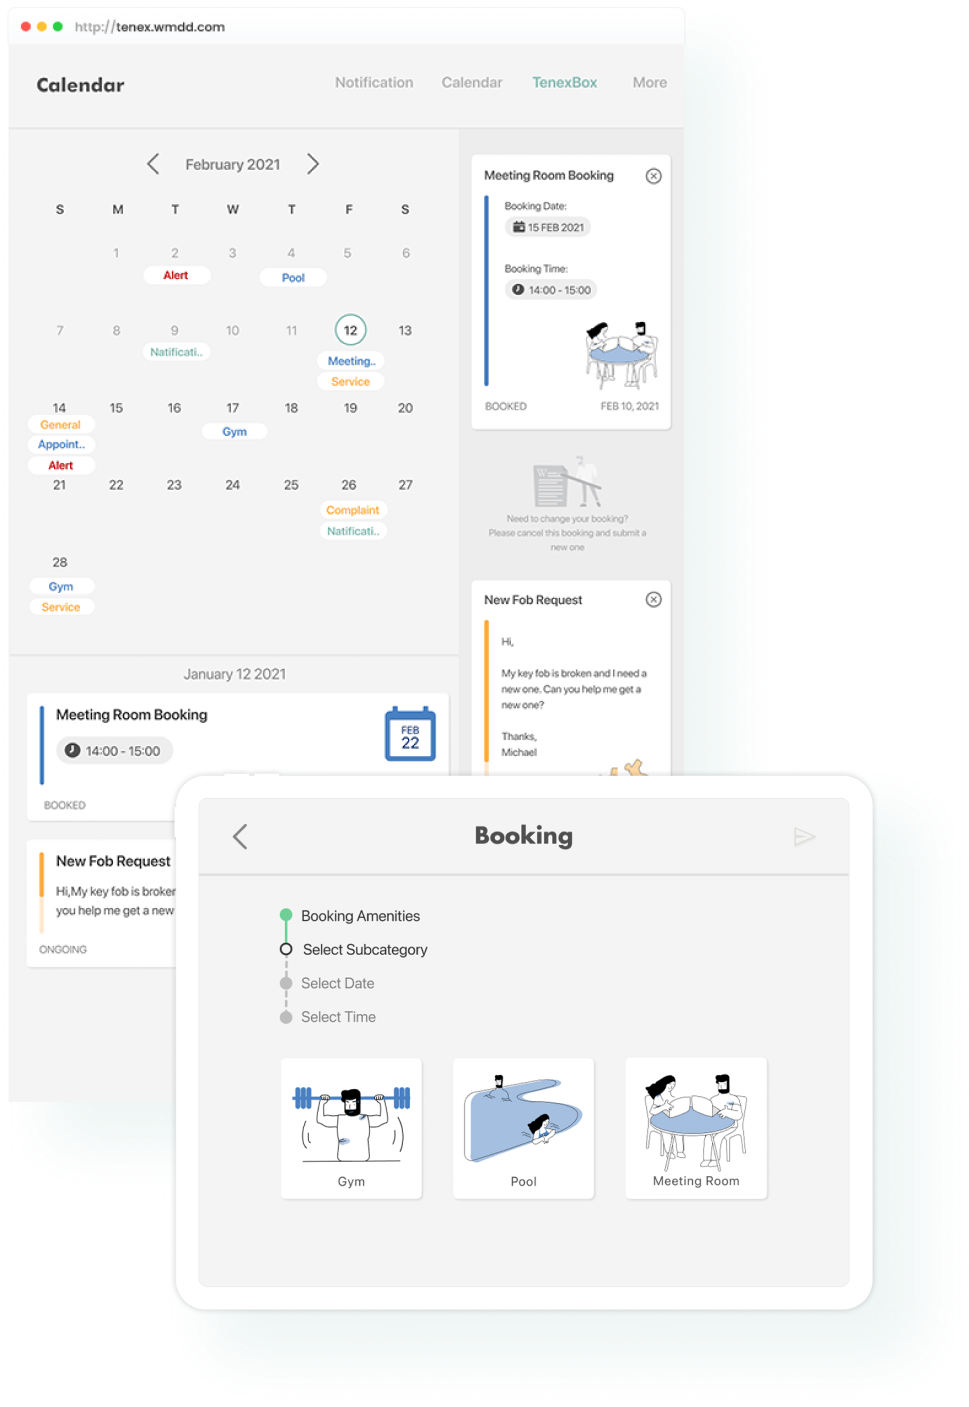 http://tenex.wmdd.com
Calendar
Notification Calendar TenexBox More
February 2021
S M T W T F S
1 2 3 4 5 6
Alert Pool
7 8 9 10 11 12 13
Natificati.. Meeting..
Service
14 15 16 17 18 19 20
General Gym
Appoint..
Alert
21 22 23 24 25 26 27
Complaint
Natificati..
28
Gym
Service
Meeting Room Booking
Booking Date:
15 FEB 2021
Booking Time:
14:00 - 15:00
BOOKED FEB 10, 2021
W
Need to change your booking?
Please cancel this booking and submit a
new one
New Fob Request
Hi,
My key fob is broken and I need a
new one. Can you help me get a
new one?
Thanks,
Michael
January 12 2021
Meeting Room Booking
14:00 - 15:00
FEB
22
BOOKED
New Fob Request
Hi,My key fob is broken
you help me get a new
ONGOING
Booking
Booking Amenities
Select Subcategory
Select Date
Select Time
Gym Pool Meeting Room